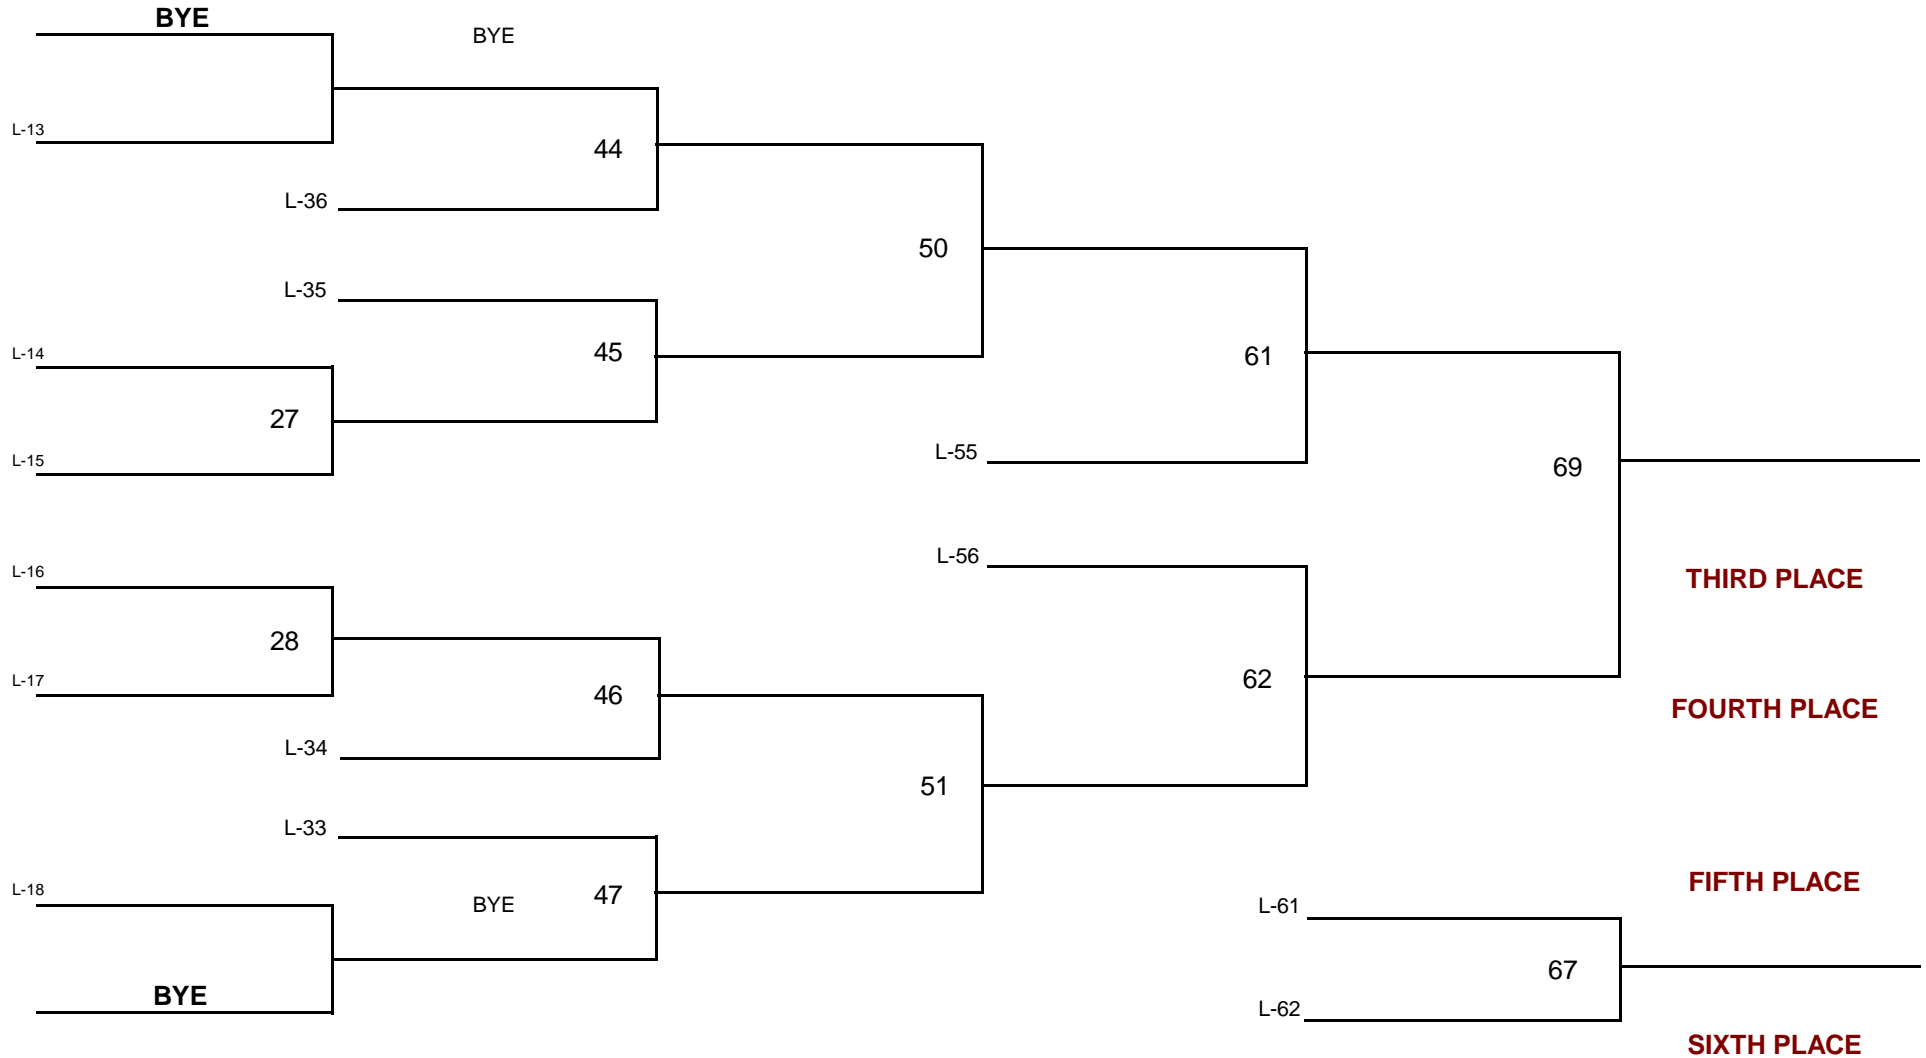 BYE
BYE
L-13
44
L-36
50
L-35
L-14
45
61
27
L-55
L-15
69
L-56
L-16
THIRD PLACE
28
L-17
62
46
FOURTH PLACE
L-34
51
L-33
FIFTH PLACE
L-18
47
BYE
L-61
67
BYE
L-62
SIXTH PLACE